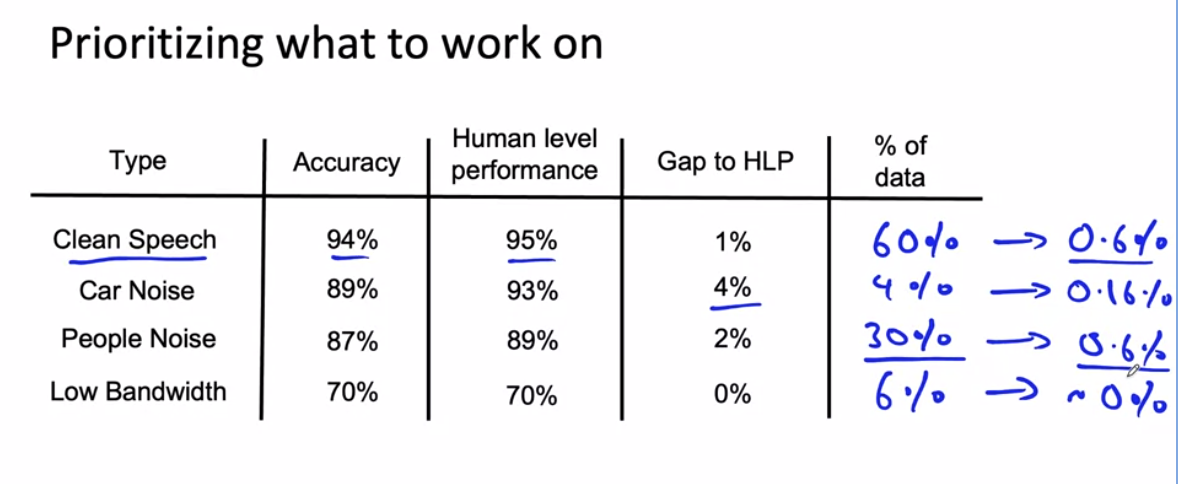 Prioritizing what to work on
Type Accuracy Human level performance Gap to HLP % of data
Clean Speech 94% 95% 1% 60% → 0.6%
Car Noise 89% 93% 4% 4% → 0.16%
People Noise 87% 89% 2% 30% → 0.6%
Low Bandwidth 70% 70% 0% 6% → ~0%